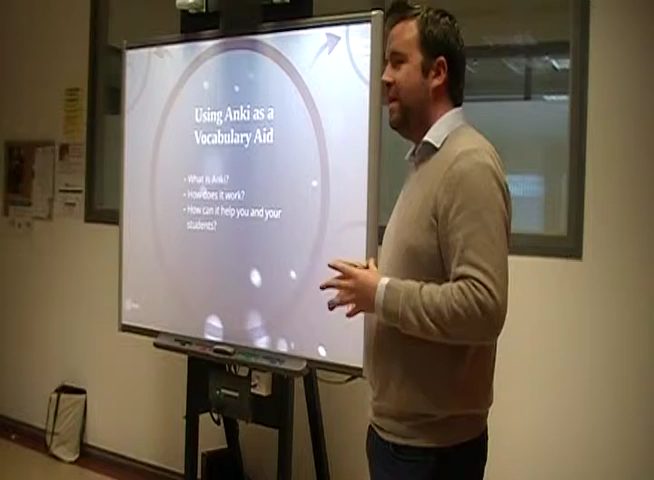 Using Anki as a
Vocabulary Aid
- What is Anki?
- How does it work?
- How can it help you and your
students?